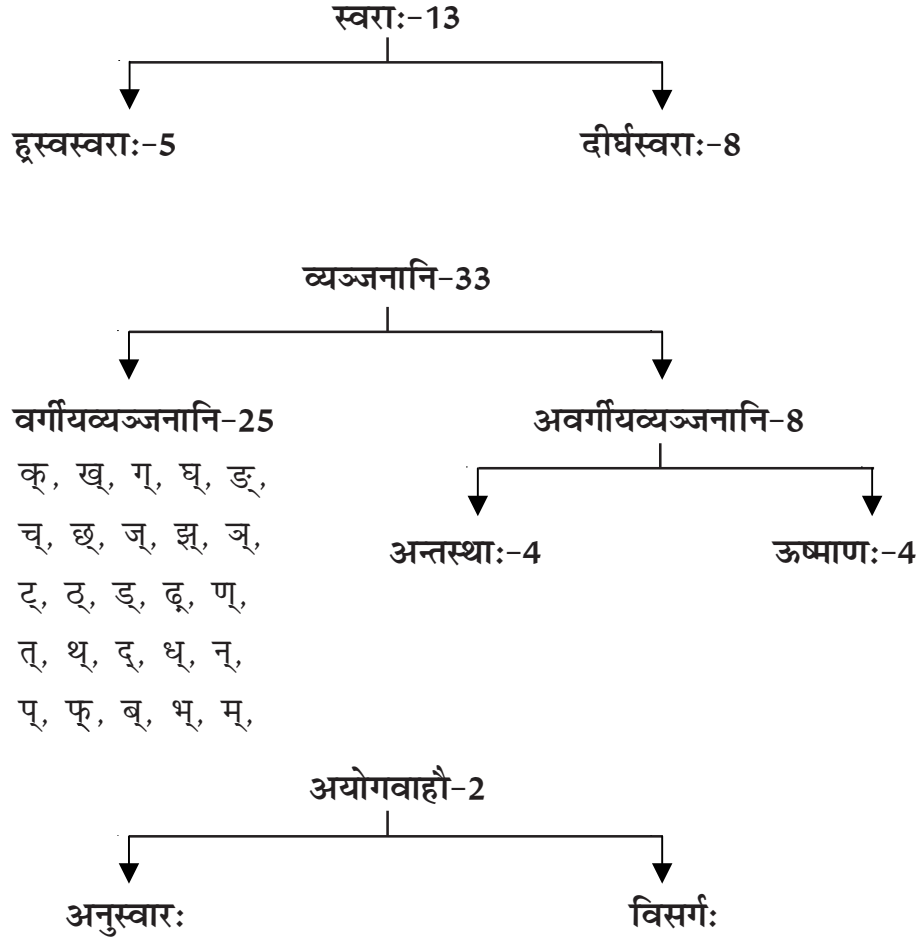 स्वराः-13
ह्रस्वस्वराः-5 दीर्घस्वराः-8
व्यञ्जनानि-33
वर्गीयव्यञ्जनानि-25 अवर्गीयव्यञ्जनानि-8
क्, ख्, ग्, घ्, ङ्,
च्, छ्, ज्, झ्, ञ्,
अन्तस्थाः-4 ऊष्माणः-4
ट्, ठ्, ड्, ढ्, ण्,
त्, थ्, द्, ध्, न्,
प्, फ्, ब्, भ्, म्,
अयोगवाहौ-2
अनुस्वारः विसर्गः